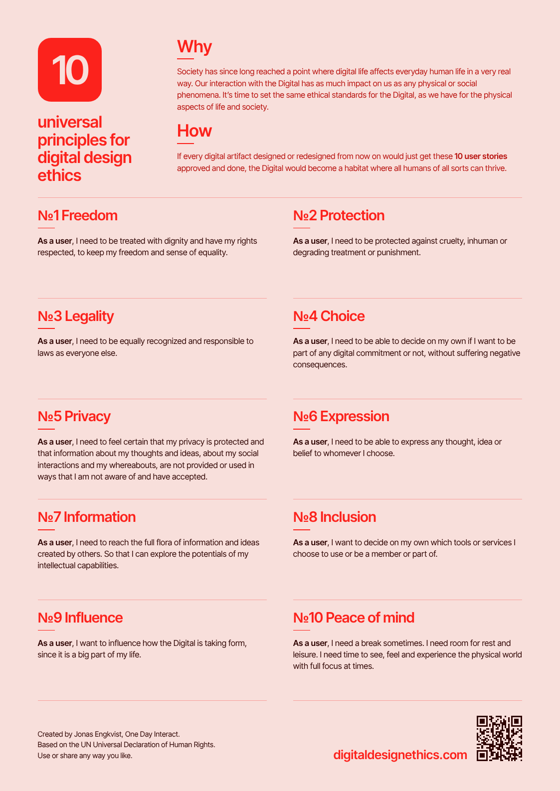 10
universal
principles for
digital design
ethics
Why
Society has since long reached a point where digital life affects everyday human life in a very real
way. Our interaction with the Digital has as much impact on us as any physical or social
phenomena. It's time to set the same ethical standards for the Digital, as we have for the physical
aspects of life and society.
How
If every digital artifact designed or redesigned from now on would just get these 10 user stories
approved and done, the Digital would become a habitat where all humans of all sorts can thrive.
№1 Freedom
As a user, I need to be treated with dignity and have my rights
respected, to keep my freedom and sense of equality.
№2 Protection
As a user, I need to be protected against cruelty, inhuman or
degrading treatment or punishment.
№3 Legality
As a user, I need to be equally recognized and responsible to
laws as everyone else.
№4 Choice
As a user, I need to be able to decide on my own if I want to be
part of any digital commitment or not, without suffering negative
consequences.
№5 Privacy
As a user, I need to feel certain that my privacy is protected and
that information about my thoughts and ideas, about my social
interactions and my whereabouts, are not provided or used in
ways that I am not aware of and have accepted.
№6 Expression
As a user, I need to be able to express any thought, idea or
belief to whomever I choose.
№7 Information
As a user, I need to reach the full flora of information and ideas
created by others. So that I can explore the potentials of my
intellectual capabilities.
№8 Inclusion
As a user, I want to decide on my own which tools or services I
choose to use or be a member or part of.
№9 Influence
As a user, I want to influence how the Digital is taking form,
since it is a big part of my life.
№10 Peace of mind
As a user, I need a break sometimes. I need room for rest and
leisure. I need time to see, feel and experience the physical world
with full focus at times.
Created by Jonas Engkvist, One Day Interact.
Based on the UN Universal Declaration of Human Rights.
Use or share any way you like.
digitaldesignethics.com